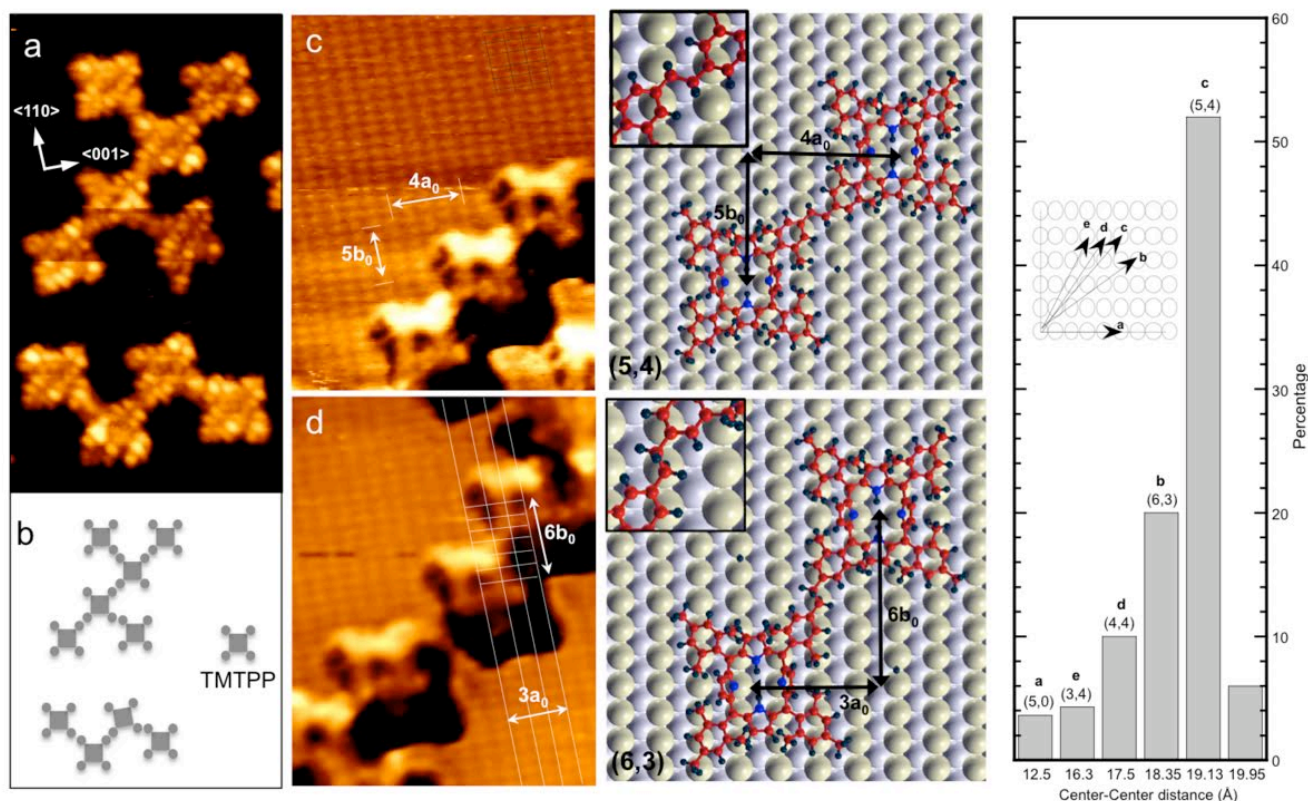 a
<110>
<001>
b
TMTPP
c
4a₀
5b₀
d
6b₀
3a₀
4a₀
5b₀
(5,4)
6b₀
3a₀
(6,3)
60
50
40
30
20
10
0
Percentage
c
(5,4)
b
(6,3)
d
(4,4)
e
(3,4)
a
(5,0)
e d c
b
a
12.5 16.3 17.5 18.35 19.13 19.95
Center-Center distance (Å)